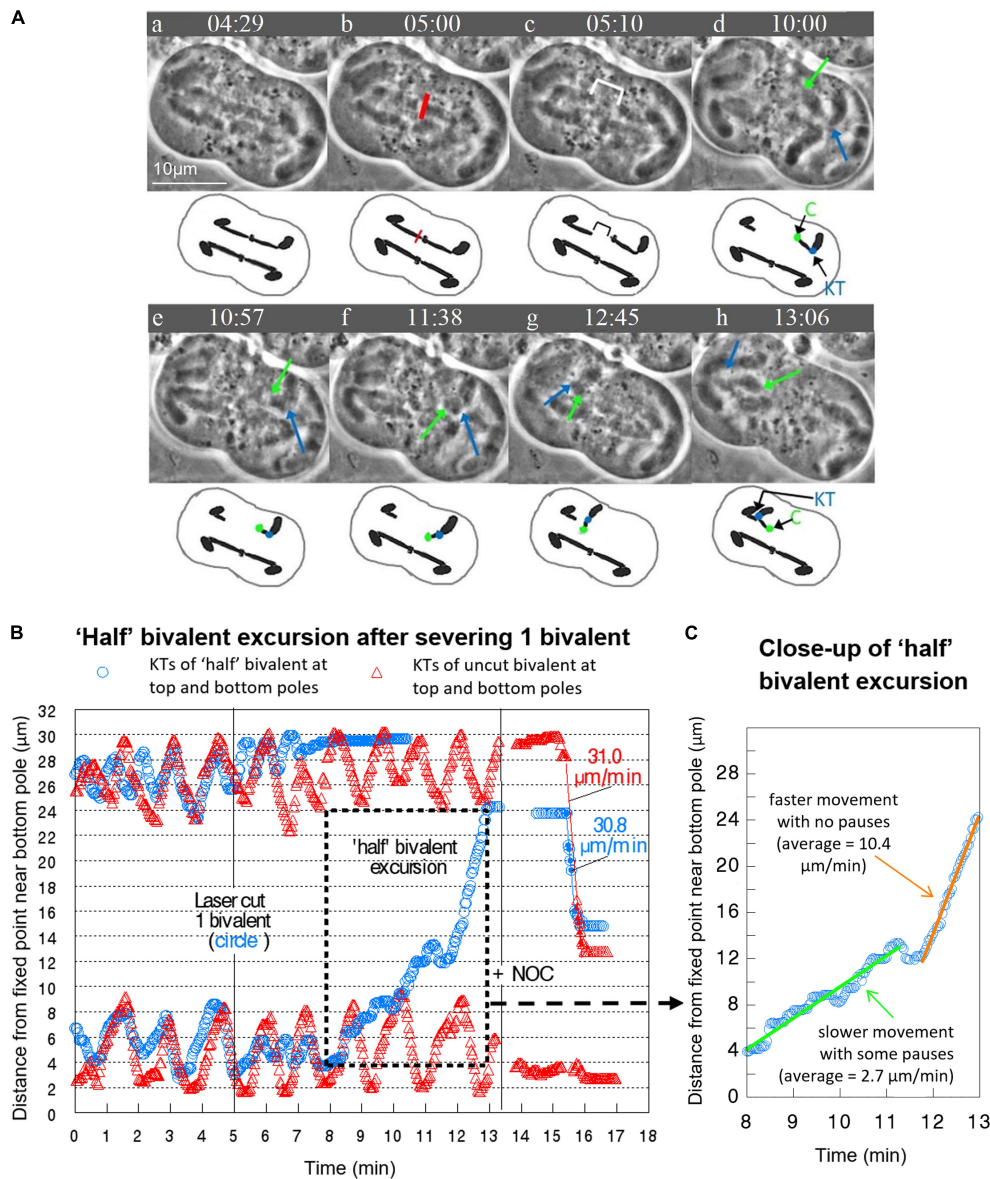 A
a 04:29
b 05:00
c 05:10
d 10:00
10µm
C
KT
e 10:57
f 11:38
g 12:45
h 13:06
KT
C
B
‘Half’ bivalent excursion after severing 1 bivalent
KTs of ‘half’ bivalent at
top and bottom poles
KTs of uncut bivalent at
top and bottom poles
Distance from fixed point near bottom pole (µm)
32
30
28
26
24
22
20
18
16
14
12
10
8
6
4
2
0
31.0
µm/min
30.8
µm/min
'half' bivalent
excursion
Laser cut
1 bivalent
(circle )
+ NOC
0 1 2 3 4 5 6 7 8 9 10 11 12 13 14 15 16 17 18
Time (min)
C
Close-up of ‘half’
bivalent excursion
Distance from fixed point near bottom pole (µm)
28
24
20
16
12
8
4
0
faster movement
with no pauses
(average = 10.4
µm/min)
slower movement
with some pauses
(average = 2.7 µm/min)
8 9 10 11 12 13
Time (min)